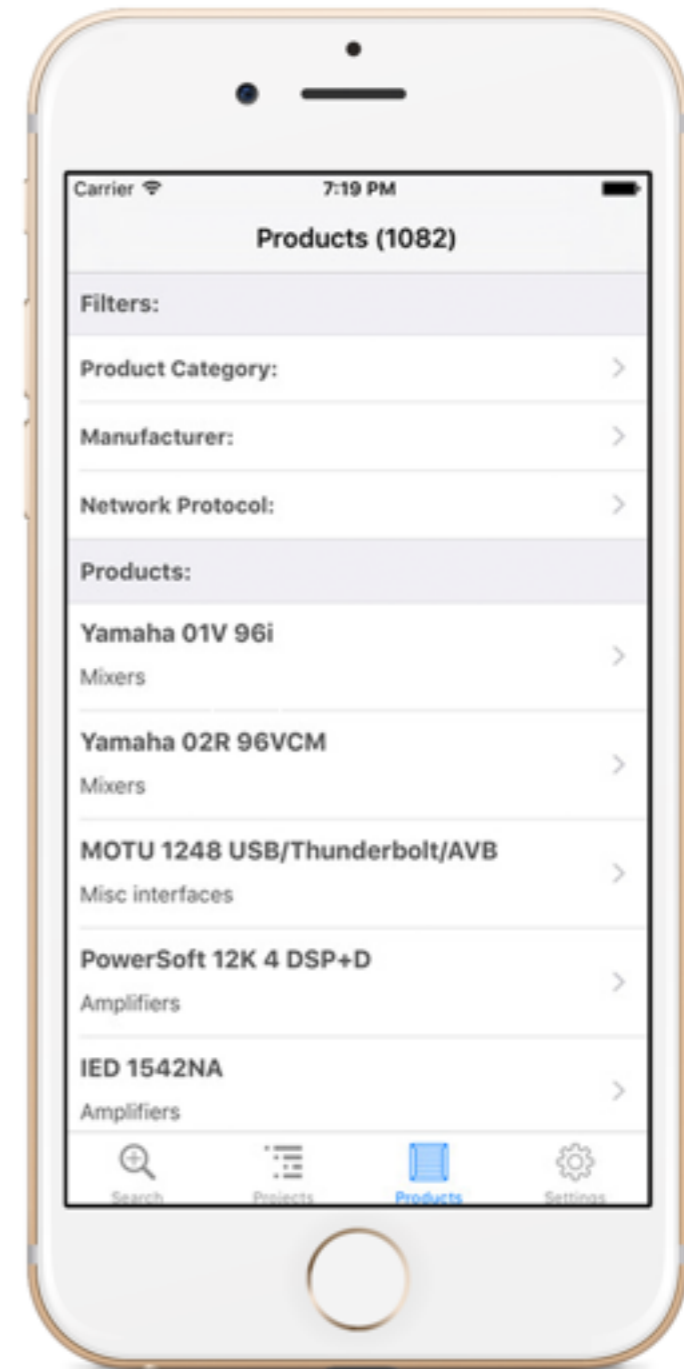 Carrier 7:19 PM
Products (1082)
Filters:
Product Category:
Manufacturer:
Network Protocol:
Products:
Yamaha 01V 96i
Mixers
Yamaha 02R 96VCM
Mixers
MOTU 1248 USB/Thunderbolt/AVB
Misc interfaces
PowerSoft 12K 4 DSP+D
Amplifiers
IED 1542NA
Amplifiers
Search Projects Products Settings